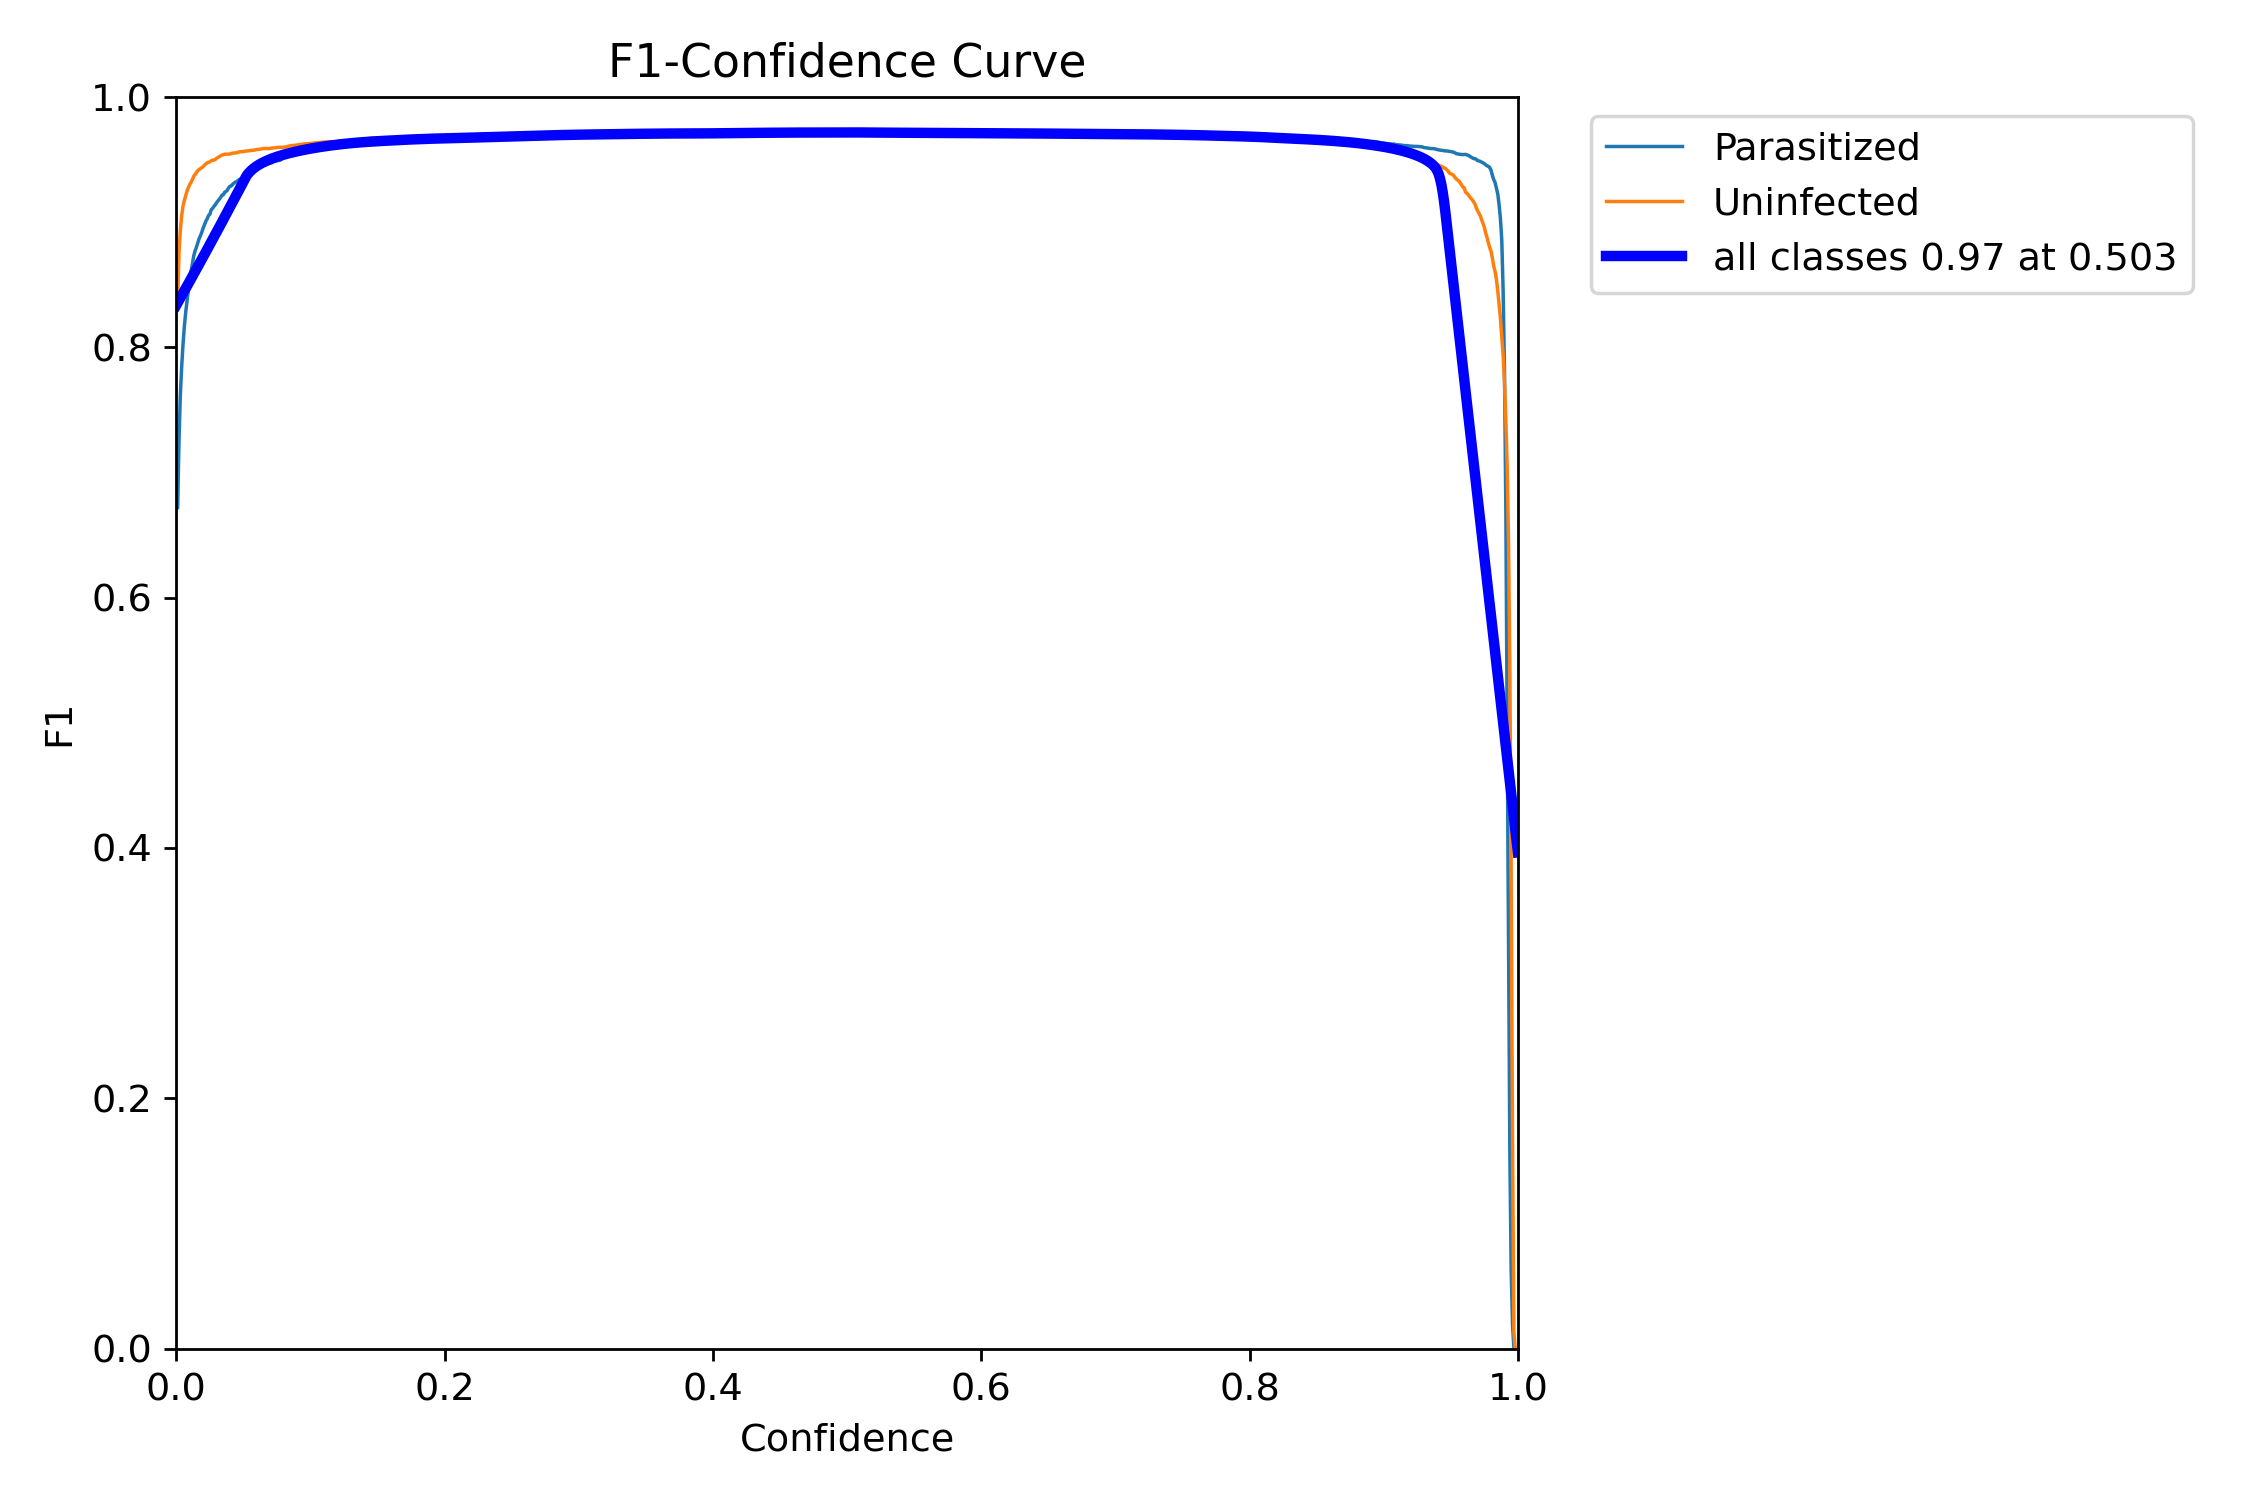 F1-Confidence Curve
1.0
0.8
0.6
0.4
0.2
0.0
F1
0.0 0.2 0.4 0.6 0.8 1.0
Confidence
Parasitized
Uninfected
all classes 0.97 at 0.503